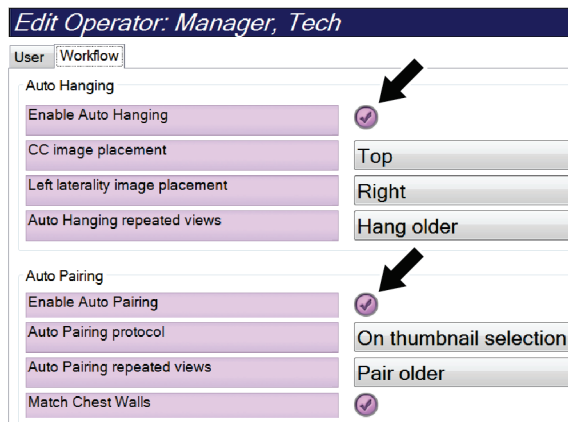 Edit Operator: Manager, Tech
User Workflow
Auto Hanging
Enable Auto Hanging
CC image placement Top
Left laterality image placement Right
Auto Hanging repeated views Hang older
Auto Pairing
Enable Auto Pairing
Auto Pairing protocol On thumbnail selection
Auto Pairing repeated views Pair older
Match Chest Walls